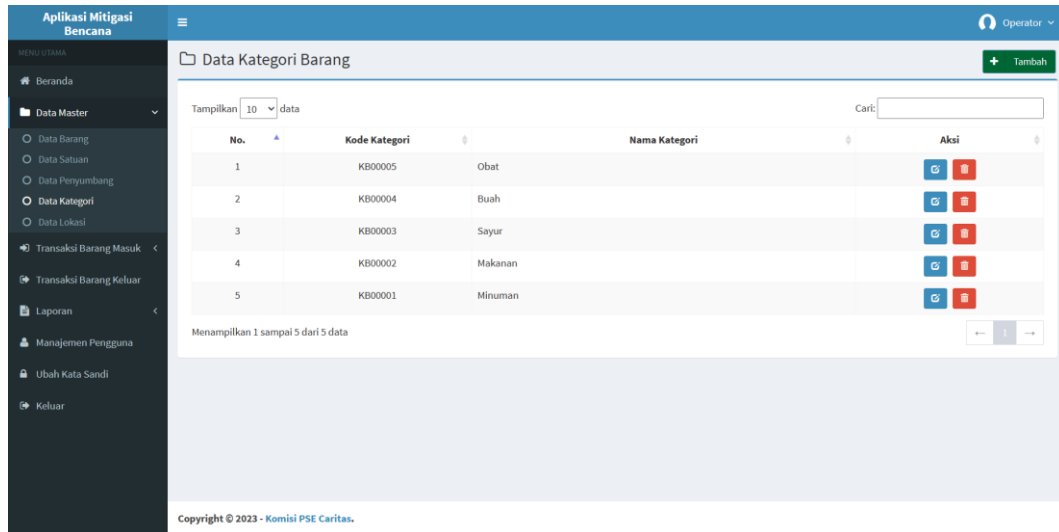 Aplikasi Mitigasi
Bencana
Operator
MENU UTAMA
Beranda
Data Master
Data Barang
Data Satuan
Data Penyumbang
Data Kategori
Data Lokasi
Transaksi Barang Masuk
Transaksi Barang Keluar
Laporan
Manajemen Pengguna
Ubah Kata Sandi
Keluar
Data Kategori Barang
Tambah
Tampilkan 10 data
Cari:
No. Kode Kategori Nama Kategori Aksi
1 KB00005 Obat
2 KB00004 Buah
3 KB00003 Sayur
4 KB00002 Makanan
5 KB00001 Minuman
Menampilkan 1 sampai 5 dari 5 data
← 1 →
Copyright © 2023 - Komisi PSE Caritas.